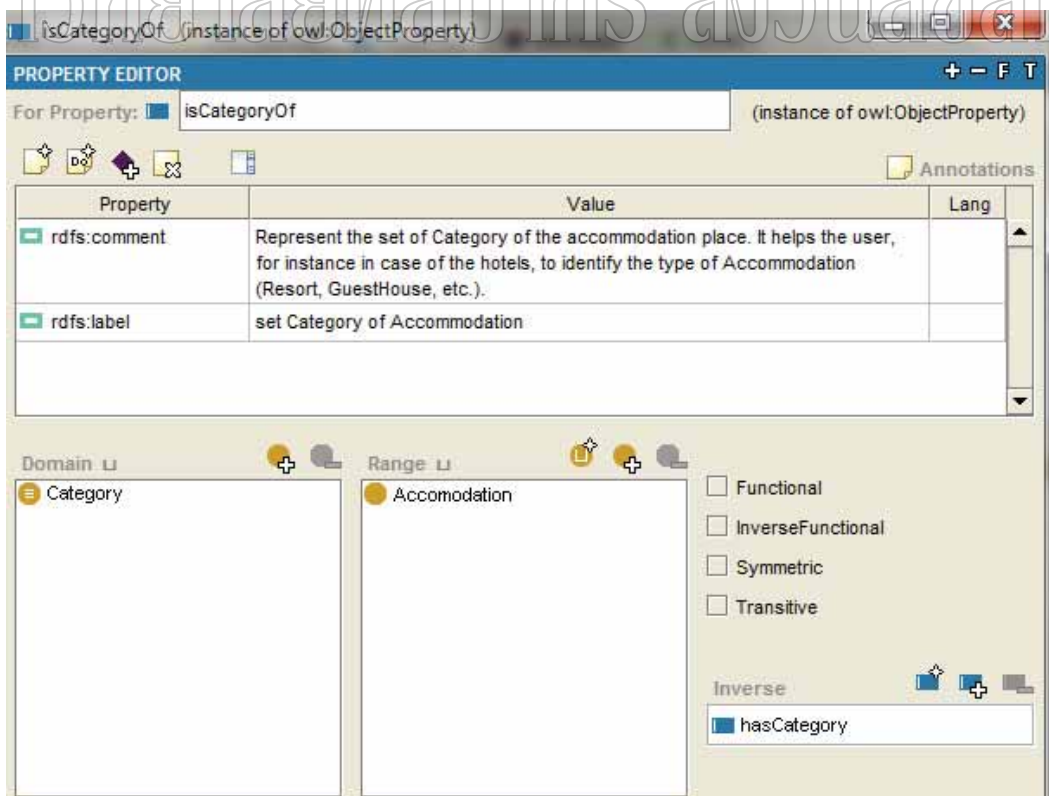 isCategoryOf (instance of owl:ObjectProperty)
PROPERTY EDITOR
F T
For Property: isCategoryOf (instance of owl:ObjectProperty)
Annotations
Property Value Lang
rdfs:comment Represent the set of Category of the accommodation place. It helps the user,
for instance in case of the hotels, to identify the type of Accommodation
(Resort, GuestHouse, etc.).
rdfs:label set Category of Accommodation
Domain ⊔ Range ⊔
Category
Accomodation
Functional
InverseFunctional
Symmetric
Transitive
Inverse
hasCategory